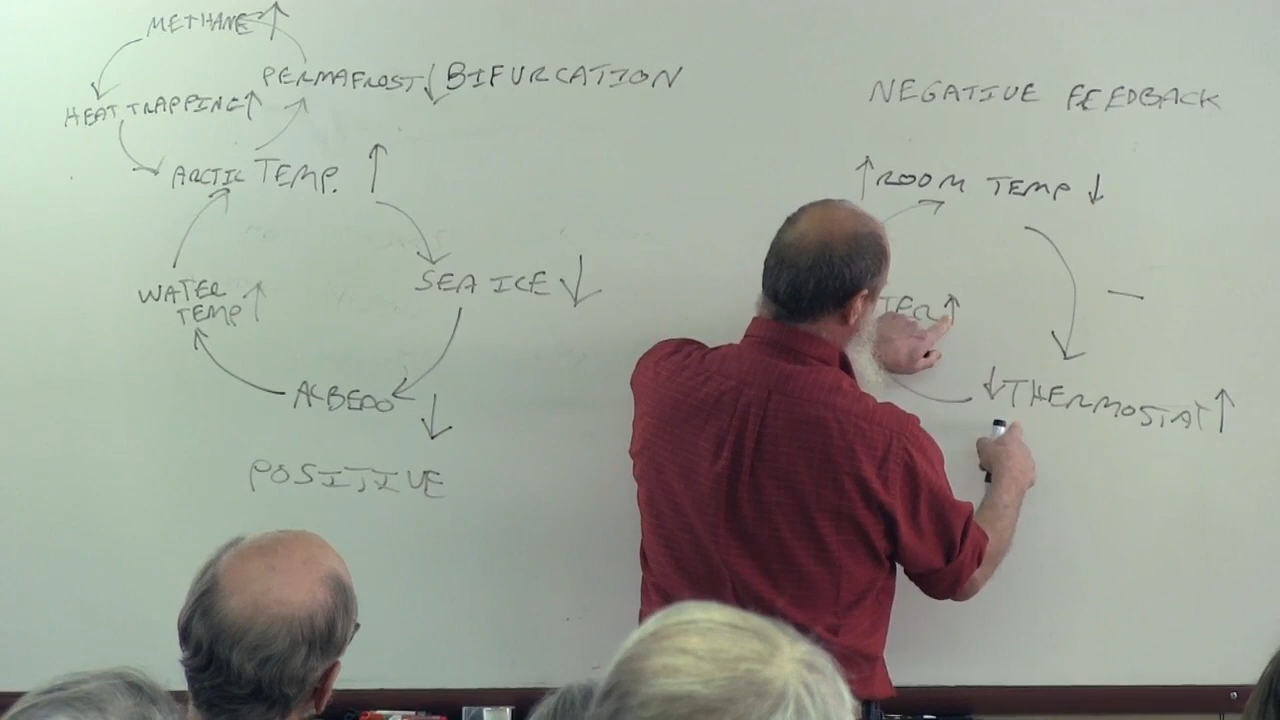 METHANE ↑
PERMAFROST ↓ BIFURCATION
HEAT TRAPPING ↑
ARCTIC TEMP. ↑
SEA ICE ↓
WATER
TEMP ↑
ALBEDO ↓
POSITIVE
NEGATIVE FEEDBACK
↑ ROOM TEMP ↓
—
↓ THERMOSTAT ↑